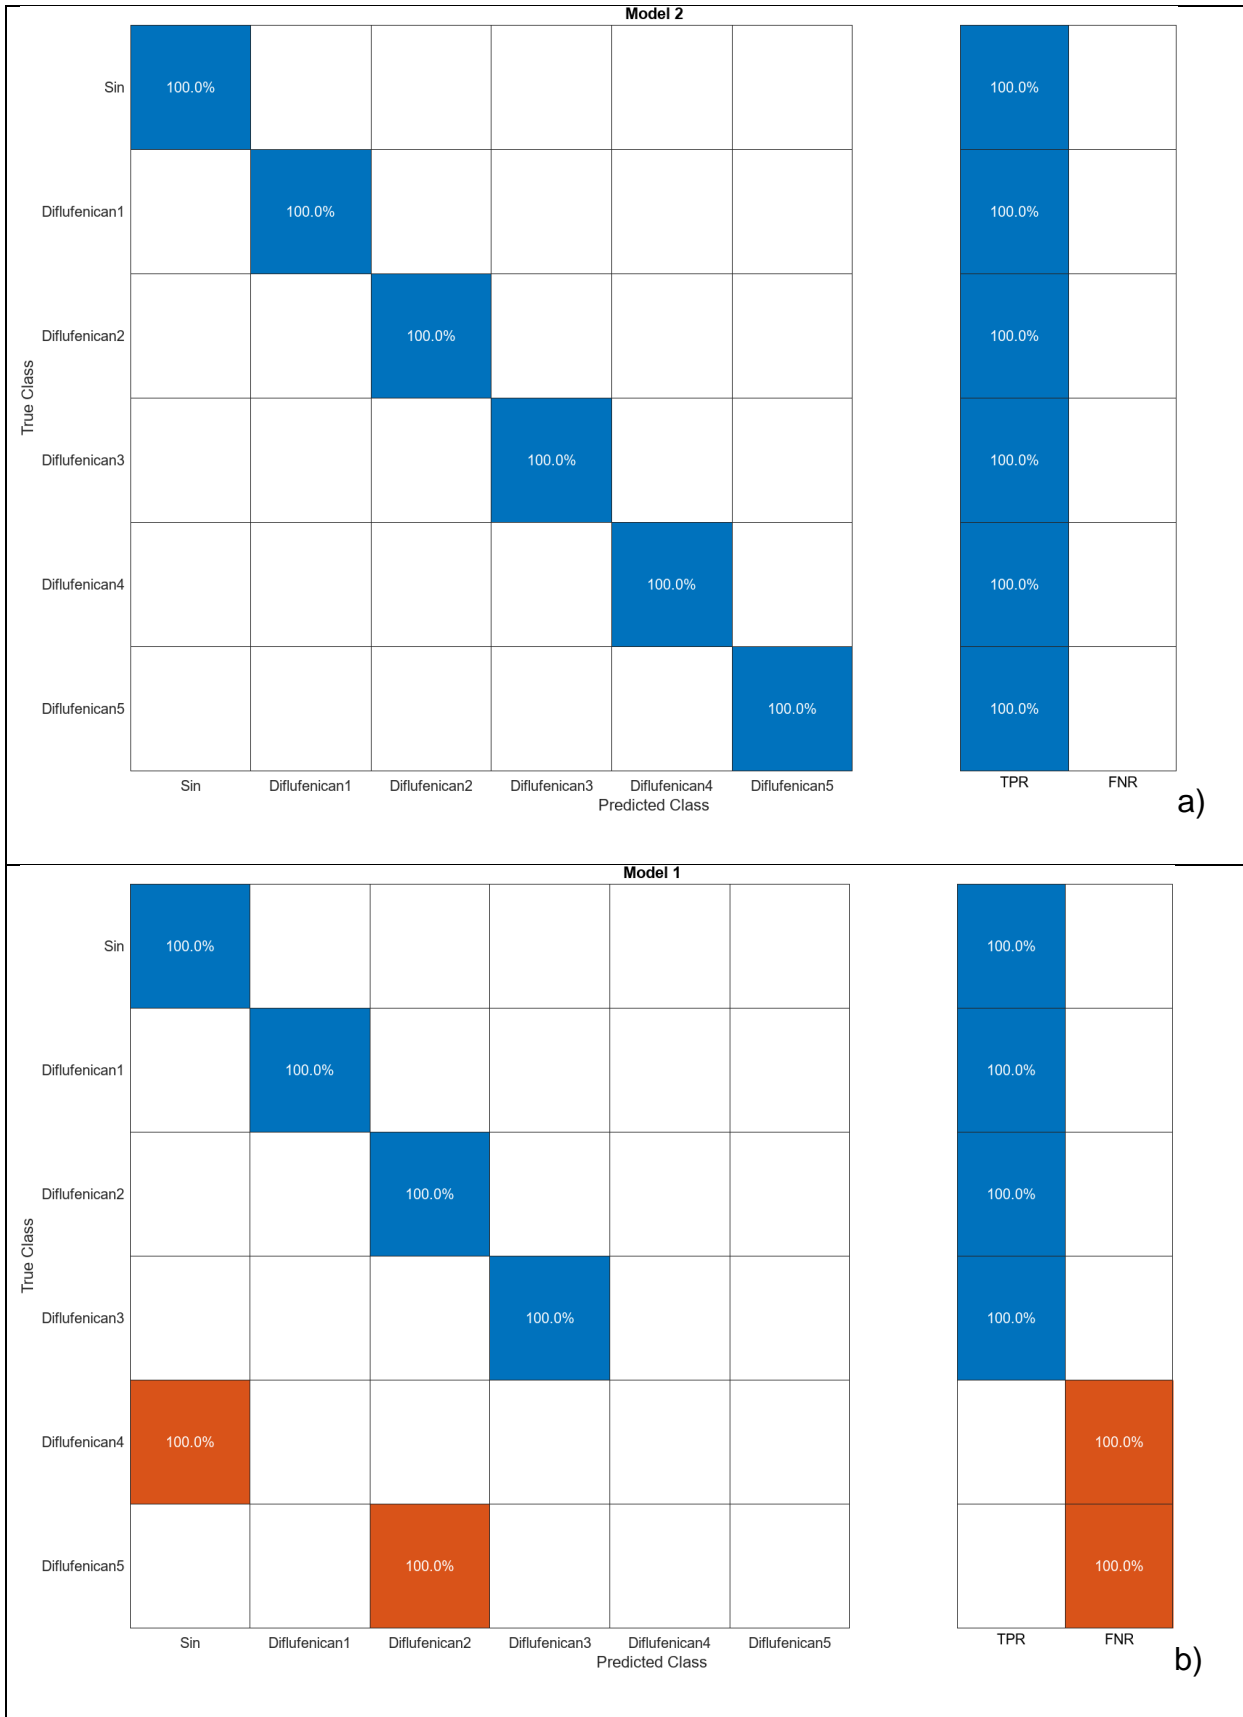 Model 2
Sin 100.0% 100.0%
Diflufenican1 100.0% 100.0%
Diflufenican2 100.0% 100.0%
Diflufenican3 100.0% 100.0%
Diflufenican4 100.0% 100.0%
Diflufenican5 100.0% 100.0%
True Class
Sin Diflufenican1 Diflufenican2 Diflufenican3 Diflufenican4 Diflufenican5 TPR FNR
Predicted Class
a)
Model 1
Sin 100.0% 100.0%
Diflufenican1 100.0% 100.0%
Diflufenican2 100.0% 100.0%
Diflufenican3 100.0% 100.0%
Diflufenican4 100.0% 100.0%
Diflufenican5 100.0% 100.0%
True Class
Sin Diflufenican1 Diflufenican2 Diflufenican3 Diflufenican4 Diflufenican5 TPR FNR
Predicted Class
b)